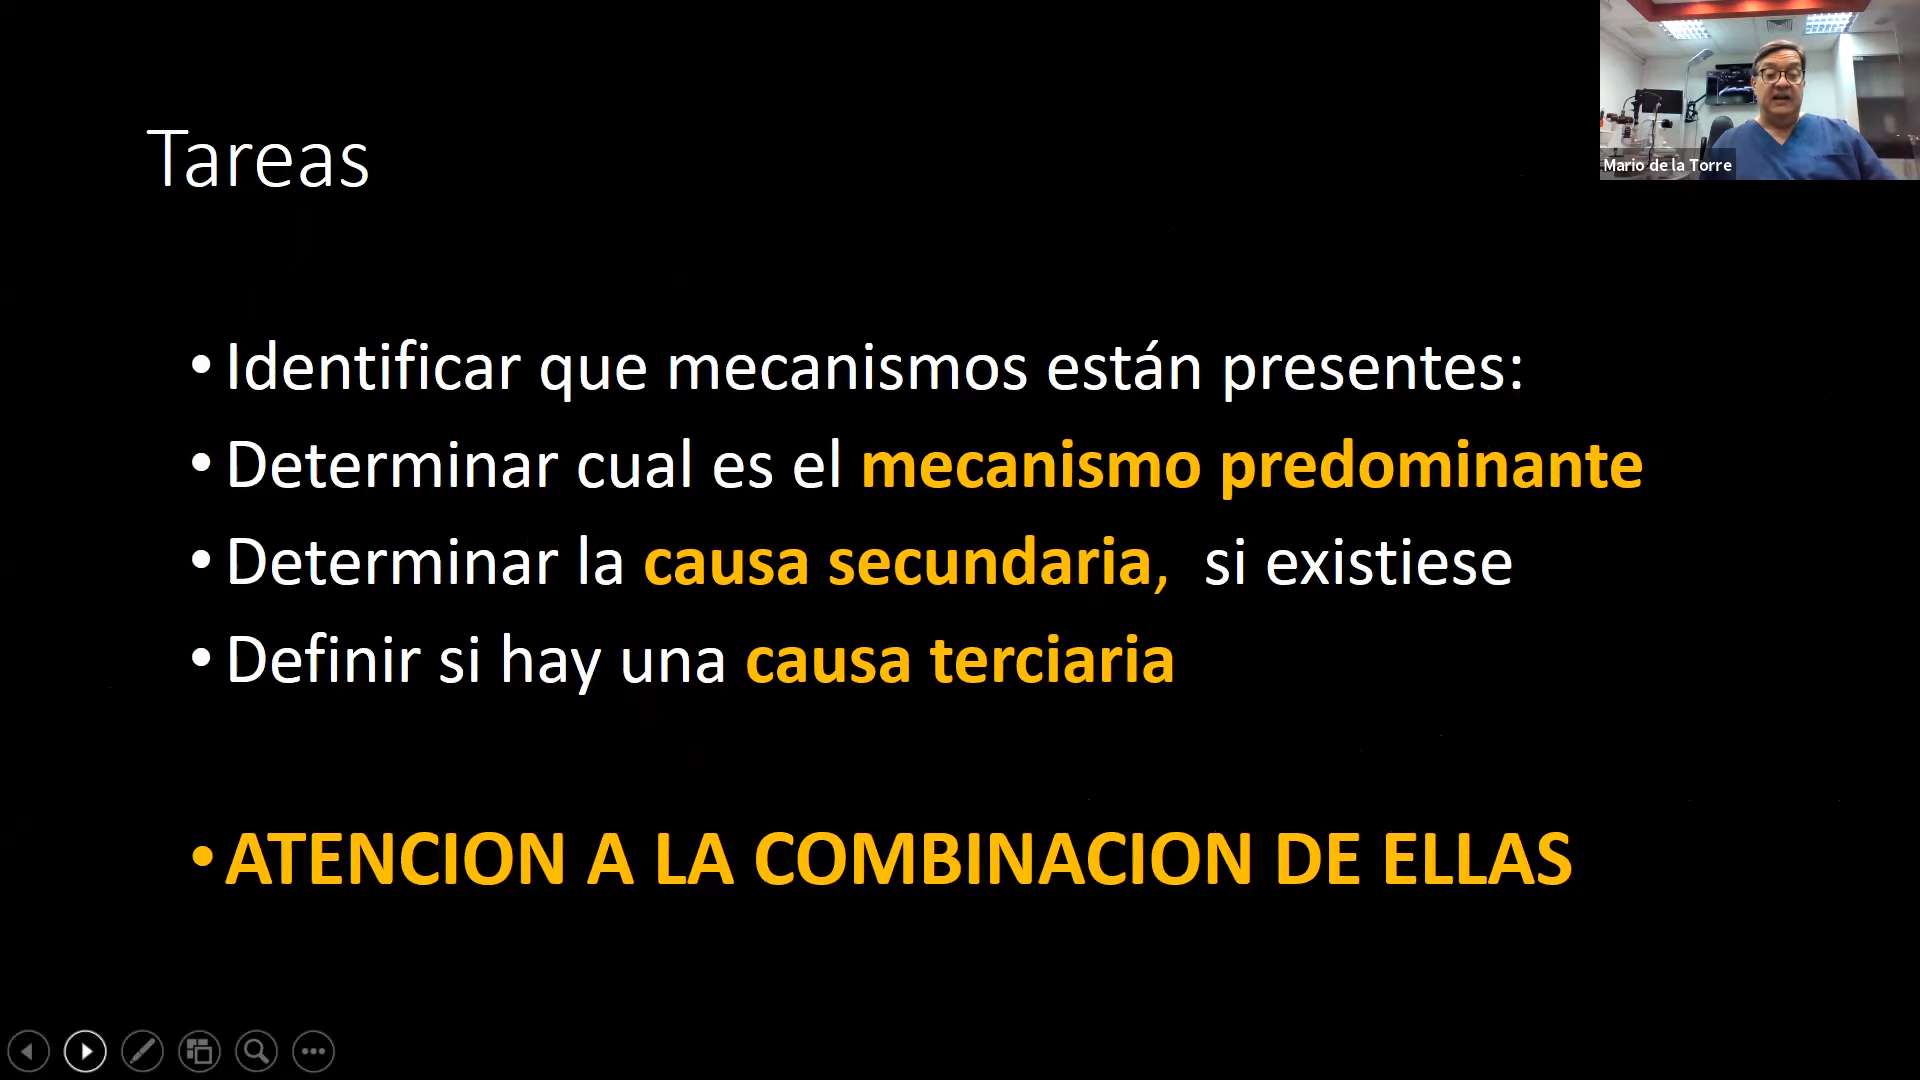 Tareas
Mario de la Torre
• Identificar que mecanismos están presentes:
• Determinar cual es el mecanismo predominante
• Determinar la causa secundaria,  si existiese
• Definir si hay una causa terciaria
• ATENCION A LA COMBINACION DE ELLAS